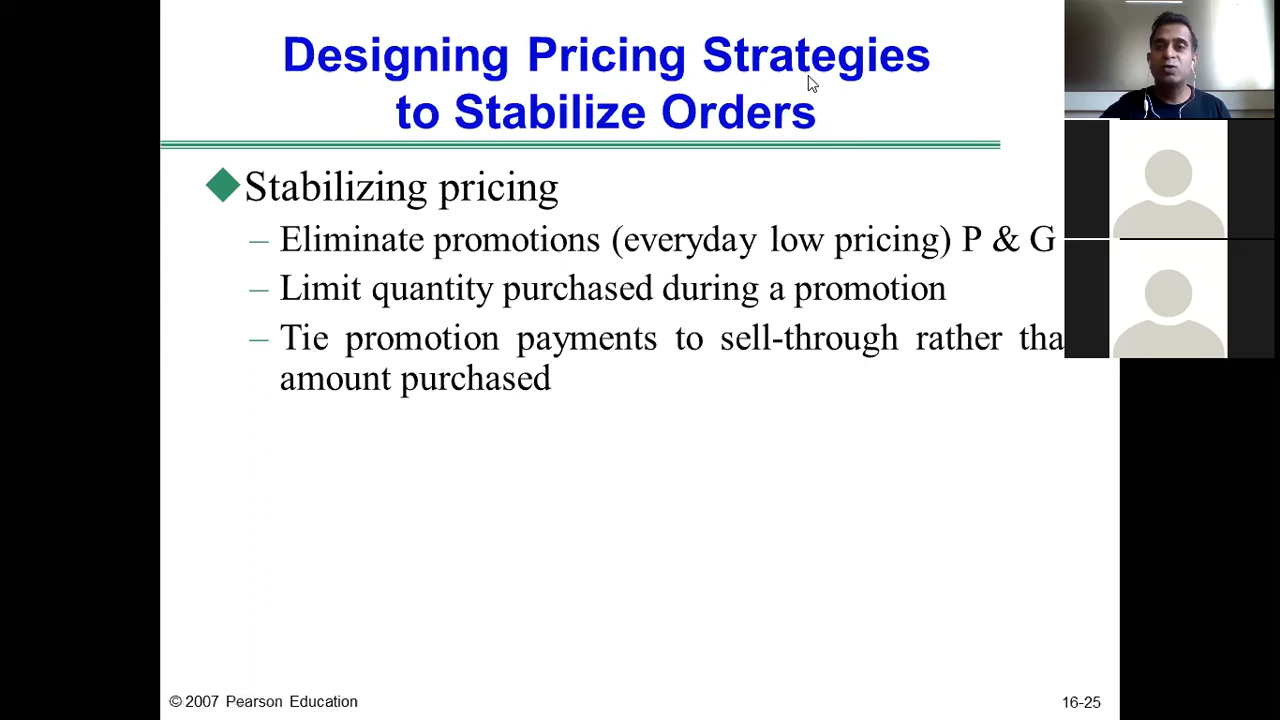 Designing Pricing Strategies
to Stabilize Orders
Stabilizing pricing
– Eliminate promotions (everyday low pricing) P & G
– Limit quantity purchased during a promotion
– Tie promotion payments to sell-through rather
amount purchased
© 2007 Pearson Education
16-25